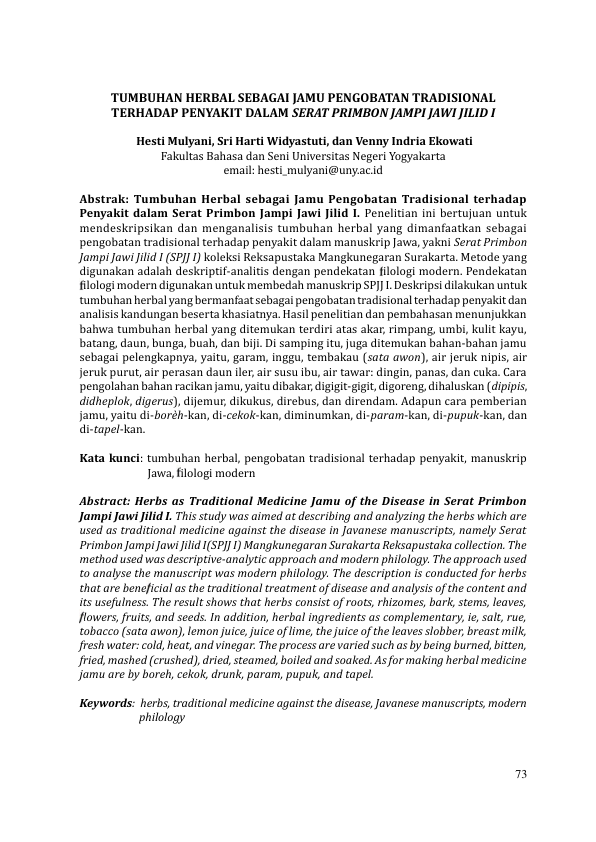 TUMBUHAN HERBAL SEBAGAI JAMU PENGOBATAN TRADISIONAL
TERHADAP PENYAKIT DALAM SERAT PRIMBON JAMPI JAWI JILID I
Hesti Mulyani, Sri Harti Widyastuti, dan Venny Indria Ekowati
Fakultas Bahasa dan Seni Universitas Negeri Yogyakarta
email: hesti_mulyani@uny.ac.id
Abstrak: Tumbuhan Herbal sebagai Jamu Pengobatan Tradisional terhadap
Penyakit dalam Serat Primbon Jampi Jawi Jilid I. Penelitian ini bertujuan untuk
mendeskripsikan dan menganalisis tumbuhan herbal yang dimanfaatkan sebagai
pengobatan tradisional terhadap penyakit dalam manuskrip Jawa, yakni Serat Primbon
Jampi Jawi Jilid I (SPJJ I) koleksi Reksapustaka Mangkunegaran Surakarta. Metode yang
digunakan adalah deskriptif-analitis dengan pendekatan filologi modern. Pendekatan
filologi modern digunakan untuk membedah manuskrip SPJJ I. Deskripsi dilakukan untuk
tumbuhan herbal yang bermanfaat sebagai pengobatan tradisional terhadap penyakit dan
analisis kandungan beserta khasiatnya. Hasil penelitian dan pembahasan menunjukkan
bahwa tumbuhan herbal yang ditemukan terdiri atas akar, rimpang, umbi, kulit kayu,
batang, daun, bunga, buah, dan biji. Di samping itu, juga ditemukan bahan-bahan jamu
sebagai pelengkapnya, yaitu, garam, inggu, tembakau (sata awon), air jeruk nipis, air
jeruk purut, air perasan daun iler, air susu ibu, air tawar: dingin, panas, dan cuka. Cara
pengolahan bahan racikan jamu, yaitu dibakar, digigit-gigit, digoreng, dihaluskan (dipipis,
didheplok, digerus), dijemur, dikukus, direbus, dan direndam. Adapun cara pemberian
jamu, yaitu di-borèh-kan, di-cekok-kan, diminumkan, di-param-kan, di-pupuk-kan, dan
di-tapel-kan.
Kata kunci: tumbuhan herbal, pengobatan tradisional terhadap penyakit, manuskrip
Jawa, filologi modern
Abstract: Herbs as Traditional Medicine Jamu of the Disease in Serat Primbon
Jampi Jawi Jilid I. This study was aimed at describing and analyzing the herbs which are
used as traditional medicine against the disease in Javanese manuscripts, namely Serat
Primbon Jampi Jawi Jilid I(SPJJ I) Mangkunegaran Surakarta Reksapustaka collection. The
method used was descriptive-analytic approach and modern philology. The approach used
to analyse the manuscript was modern philology. The description is conducted for herbs
that are beneficial as the traditional treatment of disease and analysis of the content and
its usefulness. The result shows that herbs consist of roots, rhizomes, bark, stems, leaves,
flowers, fruits, and seeds. In addition, herbal ingredients as complementary, ie, salt, rue,
tobacco (sata awon), lemon juice, juice of lime, the juice of the leaves slobber, breast milk,
fresh water: cold, heat, and vinegar. The process are varied such as by being burned, bitten,
fried, mashed (crushed), dried, steamed, boiled and soaked. As for making herbal medicine
jamu are by boreh, cekok, drunk, param, pupuk, and tapel.
Keywords: herbs, traditional medicine against the disease, Javanese manuscripts, modern
philology
73